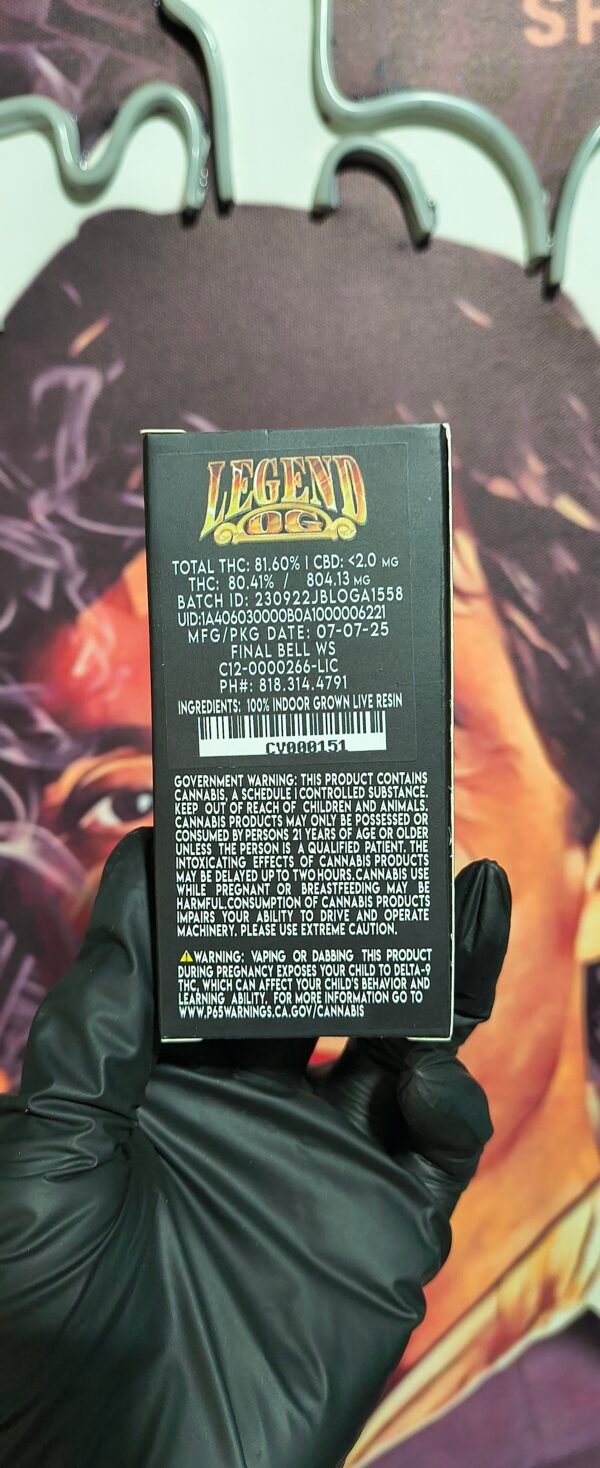 SH
LEGEND
OG
TOTAL THC: 81.60% | CBD: <2.0 MG
THC: 80.41% / 804.13 MG
BATCH ID: 230922JBLOGA1558
UID:1A406030000B0A1000006221
MFG/PKG DATE: 07-07-25
FINAL BELL WS
C12-0000266-LIC
PH#: 818.314.4791
INGREDIENTS: 100% INDOOR GROWN LIVE RESIN
CY000151
GOVERNMENT WARNING: THIS PRODUCT CONTAINS
CANNABIS, A SCHEDULE I CONTROLLED SUBSTANCE.
KEEP OUT OF REACH OF CHILDREN AND ANIMALS.
CANNABIS PRODUCTS MAY ONLY BE POSSESSED OR
CONSUMED BY PERSONS 21 YEARS OF AGE OR OLDER
UNLESS THE PERSON IS A QUALIFIED PATIENT. THE
INTOXICATING EFFECTS OF CANNABIS PRODUCTS
MAY BE DELAYED UP TO TWO HOURS.CANNABIS USE
WHILE PREGNANT OR BREASTFEEDING MAY BE
HARMFUL.CONSUMPTION OF CANNABIS PRODUCTS
IMPAIRS YOUR ABILITY TO DRIVE AND OPERATE
MACHINERY. PLEASE USE EXTREME CAUTION.
WARNING: VAPING OR DABBING THIS PRODUCT
DURING PREGNANCY EXPOSES YOUR CHILD TO DELTA-9
THC, WHICH CAN AFFECT YOUR CHILD'S BEHAVIOR AND
LEARNING ABILITY. FOR MORE INFORMATION GO TO
WWW.P65WARNINGS.CA.GOV/CANNABIS